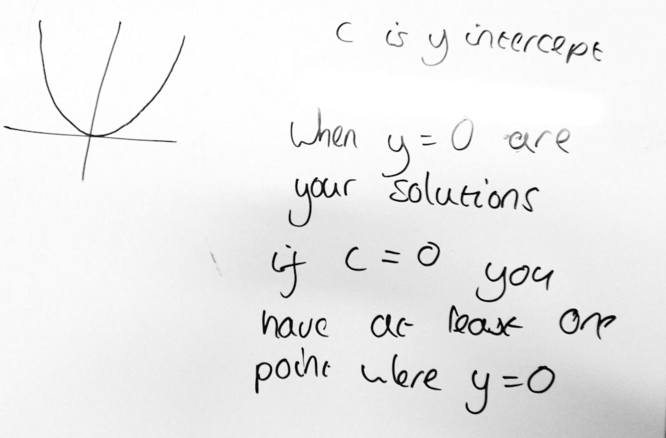 c is y intercept
When y = 0 are
your solutions
if c = 0 you
have at least one
point where y = 0